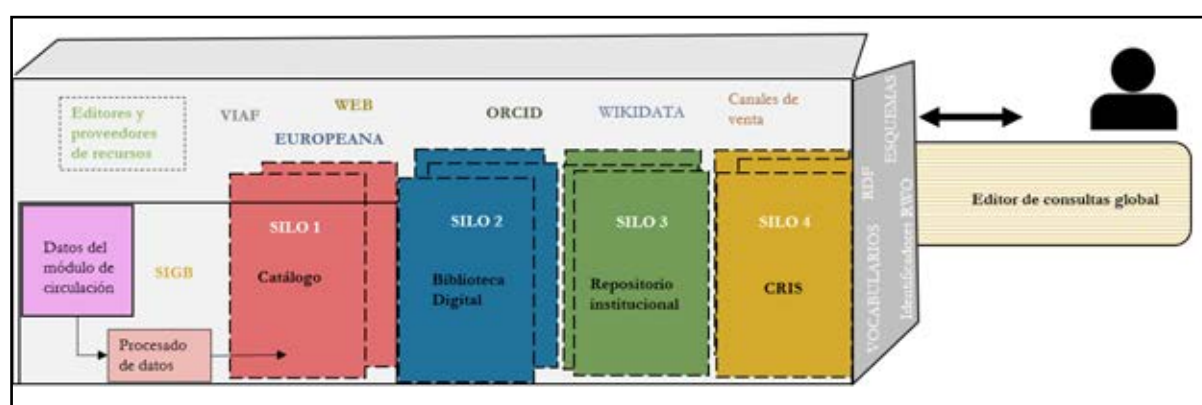 Editores y
proveedores
de recursos
VIAF
WEB
EUROPEANA
ORCID
WIKIDATA
Canales de
venta
Datos del
módulo de
circulación
SIGB
Procesado
de datos
SILO 1
Catálogo
SILO 2
Biblioteca
Digital
SILO 3
Repositorio
institucional
SILO 4
CRIS
VOCABULARIOS
RDF
ESQUEMAS
Identificadores RWO
Editor de consultas global